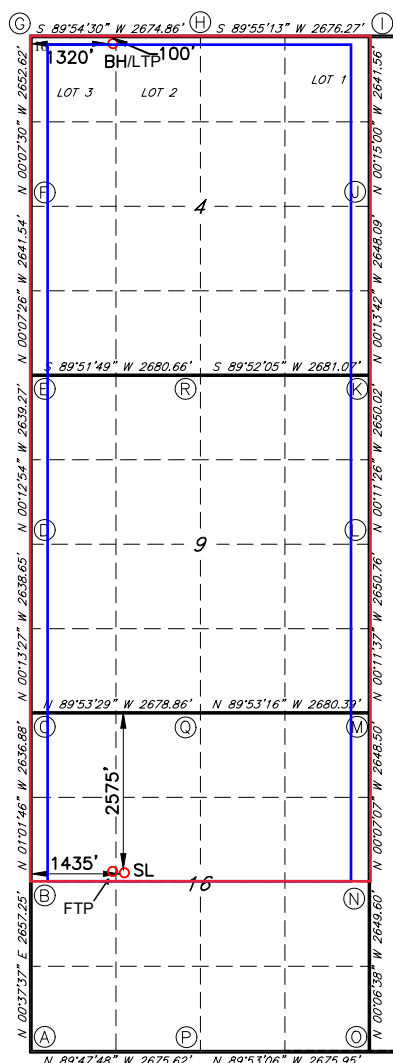 G S 89°54'30" W 2674.86' H S 89°55'13" W 2676.27' I
1320' 100'
BH/LTP
LOT 3 LOT 2 LOT 1
N 00°07'30" W 2652.62'
N 00°15'00" W 2641.56'
F 4 J
N 00°07'26" W 2641.54'
N 00°13'42" W 2648.09'
S 89°51'49" W 2680.66' S 89°52'05" W 2681.07'
E R K
N 00°12'54" W 2639.27'
N 00°11'26" W 2650.02'
D 9 L
N 00°13'27" W 2638.65'
N 00°11'37" W 2650.76'
N 89°53'29" W 2678.86' N 89°53'16" W 2680.39'
C Q M
N 01°01'46" W 2636.88'
N 00°07'07" W 2648.50'
2575'
1435' SL
FTP 16
B N
N 00°37'37" E 2657.25'
N 00°06'38" W 2649.60'
A P O
N 89°47'48" W 2675.62' N 89°53'06" W 2675.95'